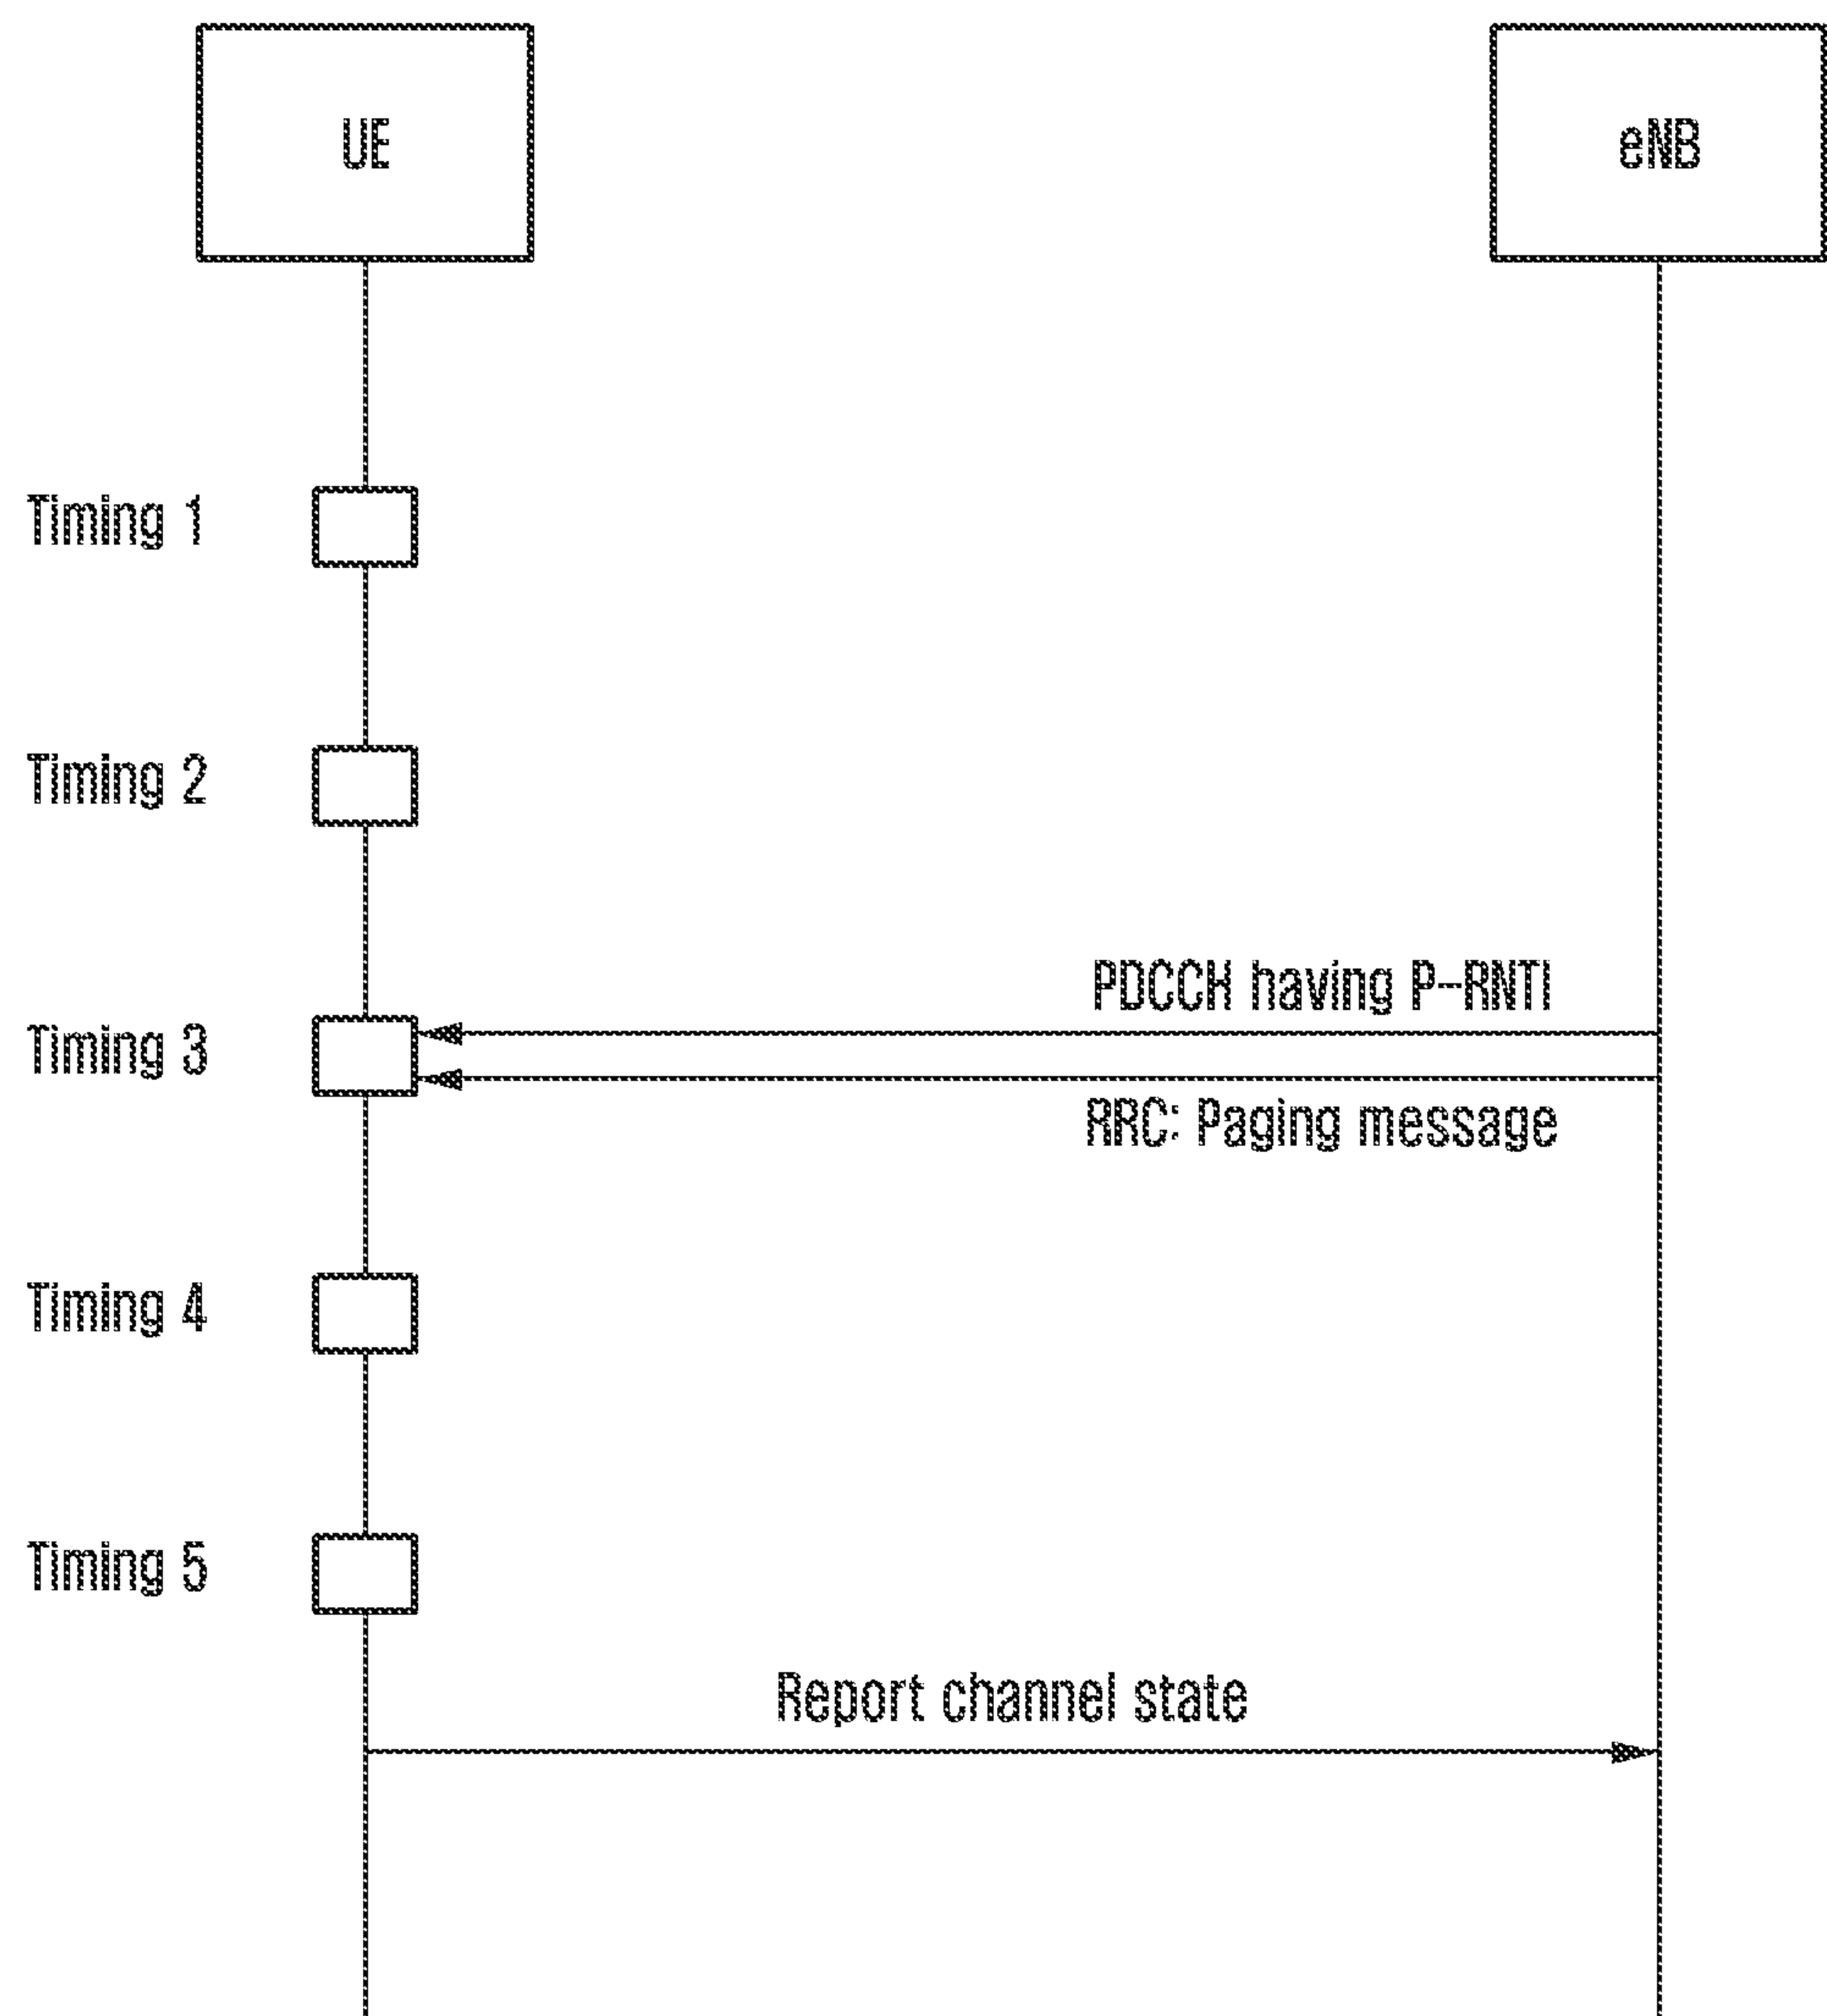 UE
eNB
Timing 1
Timing 2
PDCCH having P-RNTI
Timing 3
RRC: Paging message
Timing 4
Timing 5
Report channel state